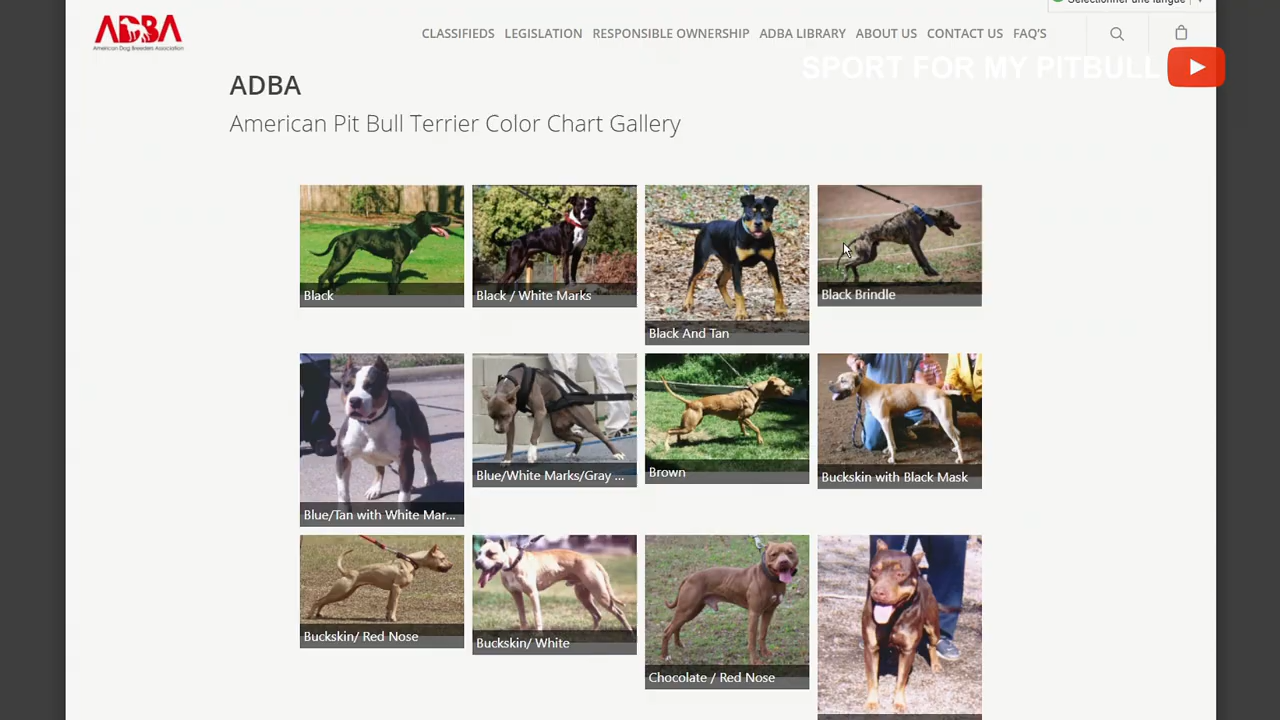 Sélectionner une langue
ADBA
American Dog Breeders Association
CLASSIFIEDS LEGISLATION RESPONSIBLE OWNERSHIP ADBA LIBRARY ABOUT US CONTACT US FAQ'S
SPORT FOR MY PITBULL
ADBA
American Pit Bull Terrier Color Chart Gallery
Black
Black / White Marks
Black And Tan
Black Brindle
Blue/Tan with White Mar...
Blue/White Marks/Gray ...
Brown
Buckskin with Black Mask
Buckskin/ Red Nose
Buckskin/ White
Chocolate / Red Nose